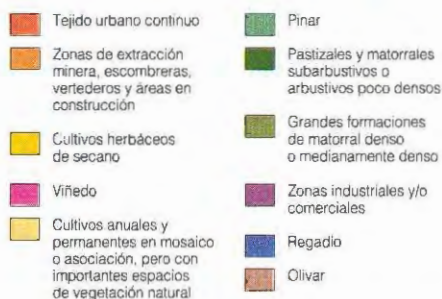 Tejido urbano continuo
Zonas de extracción
minera, escombreras,
vertederos y áreas en
construcción
Cultivos herbáceos
de secano
Viñedo
Cultivos anuales y
permanentes en mosaico
o asociación, pero con
importantes espacios
de vegetación natural
Pinar
Pastizales y matorrales
subarbustivos o
arbustivos poco densos
Grandes formaciones
de matorral denso
o medianamente denso
Zonas industriales y/o
comerciales
Regadío
Olivar